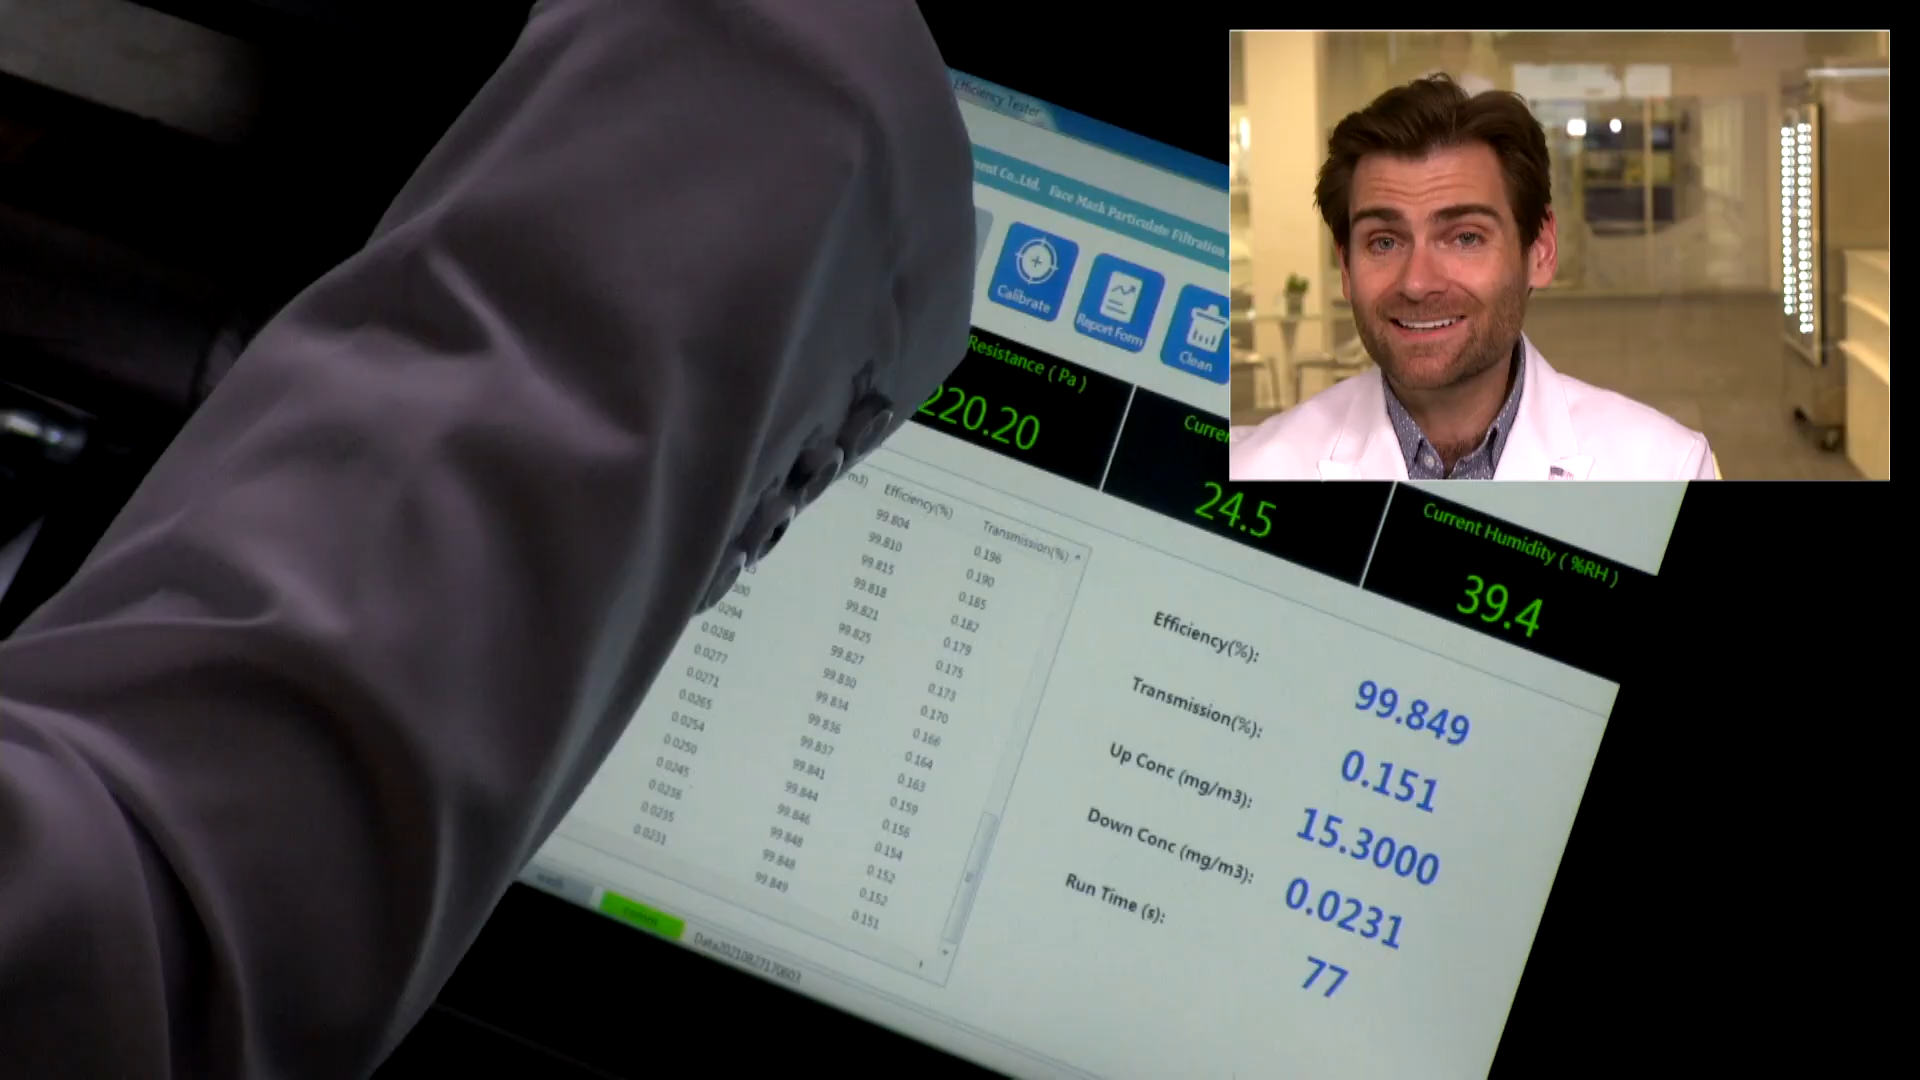 Efficiency Tester
Co.,Ltd. Face Mask Particulate Filtration
Calibrate
Report Form
Clean
Resistance ( Pa )
220.20
24.5
Current Humidity ( %RH )
39.4
m3) Efficiency(%) Transmission(%)
99.804 0.196
99.810 0.190
99.815 0.185
99.818 0.182
0.0294 99.821 0.179
0.0288 99.825 0.175
0.0277 99.827 0.173
0.0271 99.830 0.170
0.0265 99.834 0.166
0.0254 99.836 0.164
0.0250 99.837 0.163
0.0245 99.841 0.159
0.0238 99.844 0.156
0.0235 99.846 0.154
0.0231 99.848 0.152
99.848 0.152
99.849 0.151
Efficiency(%): 99.849
Transmission(%): 0.151
Up Conc (mg/m3): 15.3000
Down Conc (mg/m3): 0.0231
Run Time (s): 77
Data20210827170603